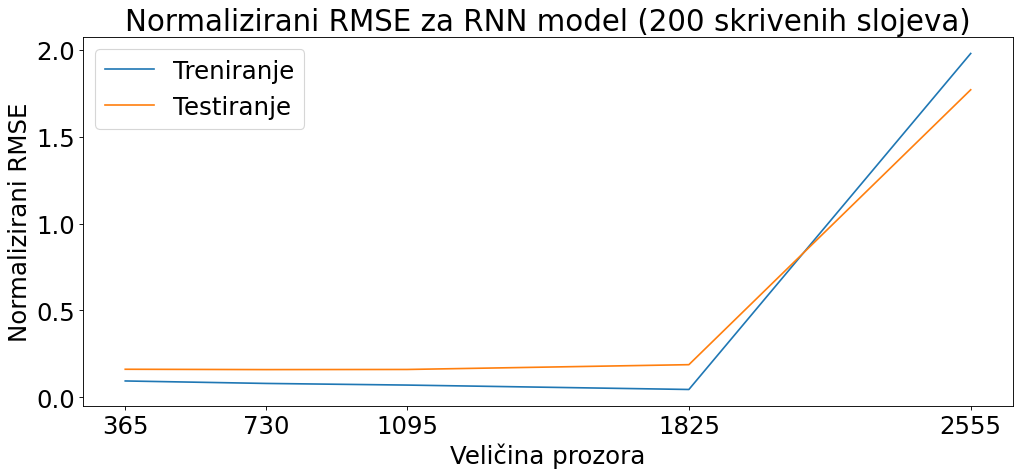 Normalizirani RMSE za RNN model (200 skrivenih slojeva)
Treniranje
Testiranje
Normalizirani RMSE
2.0
1.5
1.0
0.5
0.0
365 730 1095 1825 2555
Veličina prozora